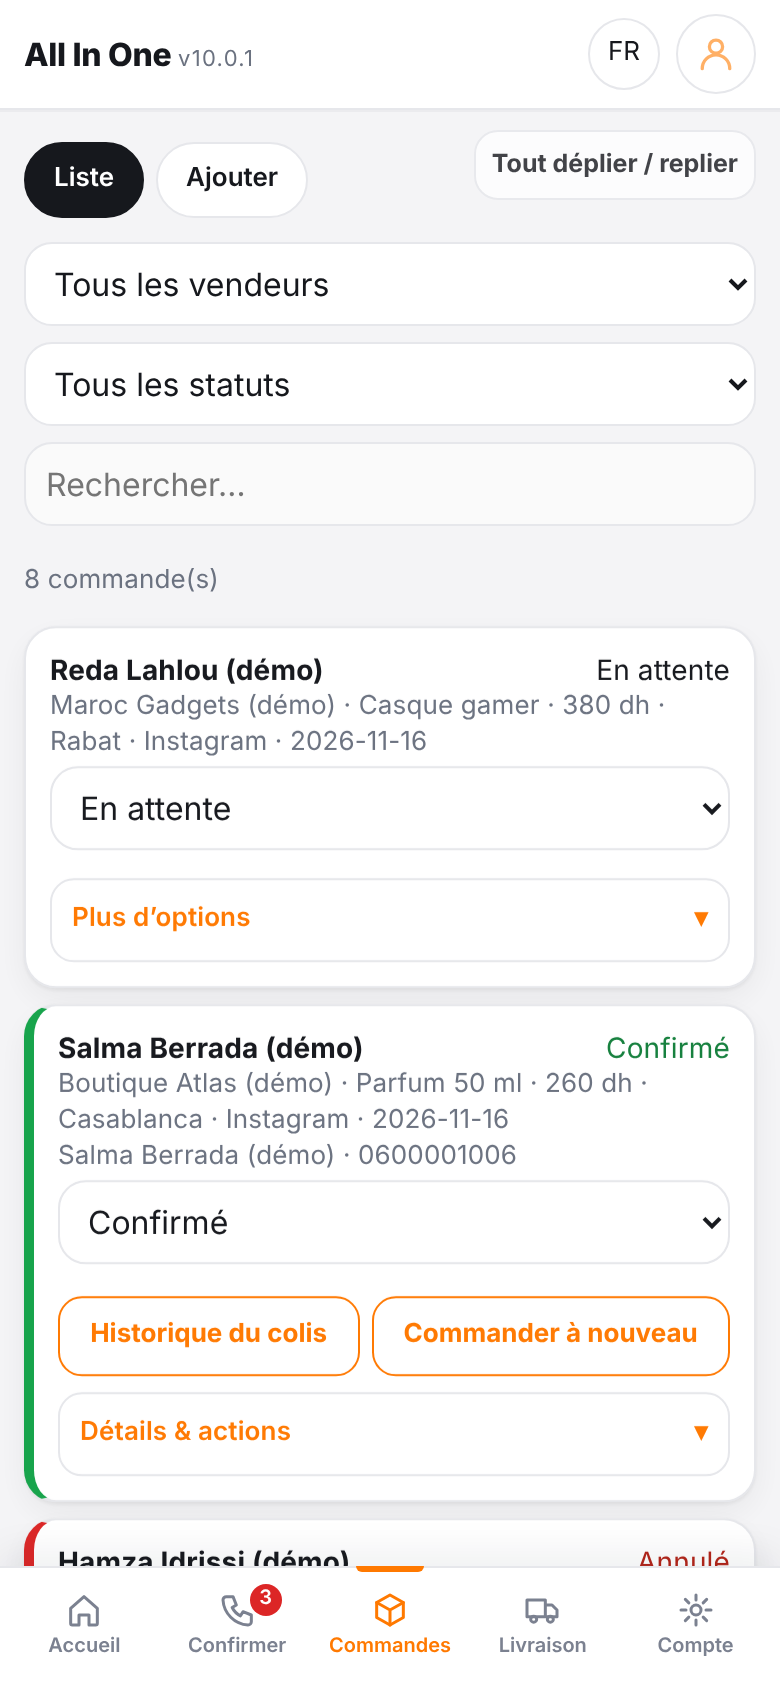 All In One v10.0.1
FR
Liste
Ajouter
Tout déplier / replier
Tous les vendeurs
Tous les statuts
Rechercher...
8 commande(s)
Reda Lahlou (démo)
En attente
Maroc Gadgets (démo) · Casque gamer · 380 dh ·
Rabat · Instagram · 2026-11-16
En attente
Plus d’options
▼
Salma Berrada (démo)
Confirmé
Boutique Atlas (démo) · Parfum 50 ml · 260 dh ·
Casablanca · Instagram · 2026-11-16
Salma Berrada (démo) · 0600001006
Confirmé
Historique du colis
Commander à nouveau
Détails & actions
▼
Hamza Idrissi (démo)
Annulé
3
Accueil
Confirmer
Commandes
Livraison
Compte